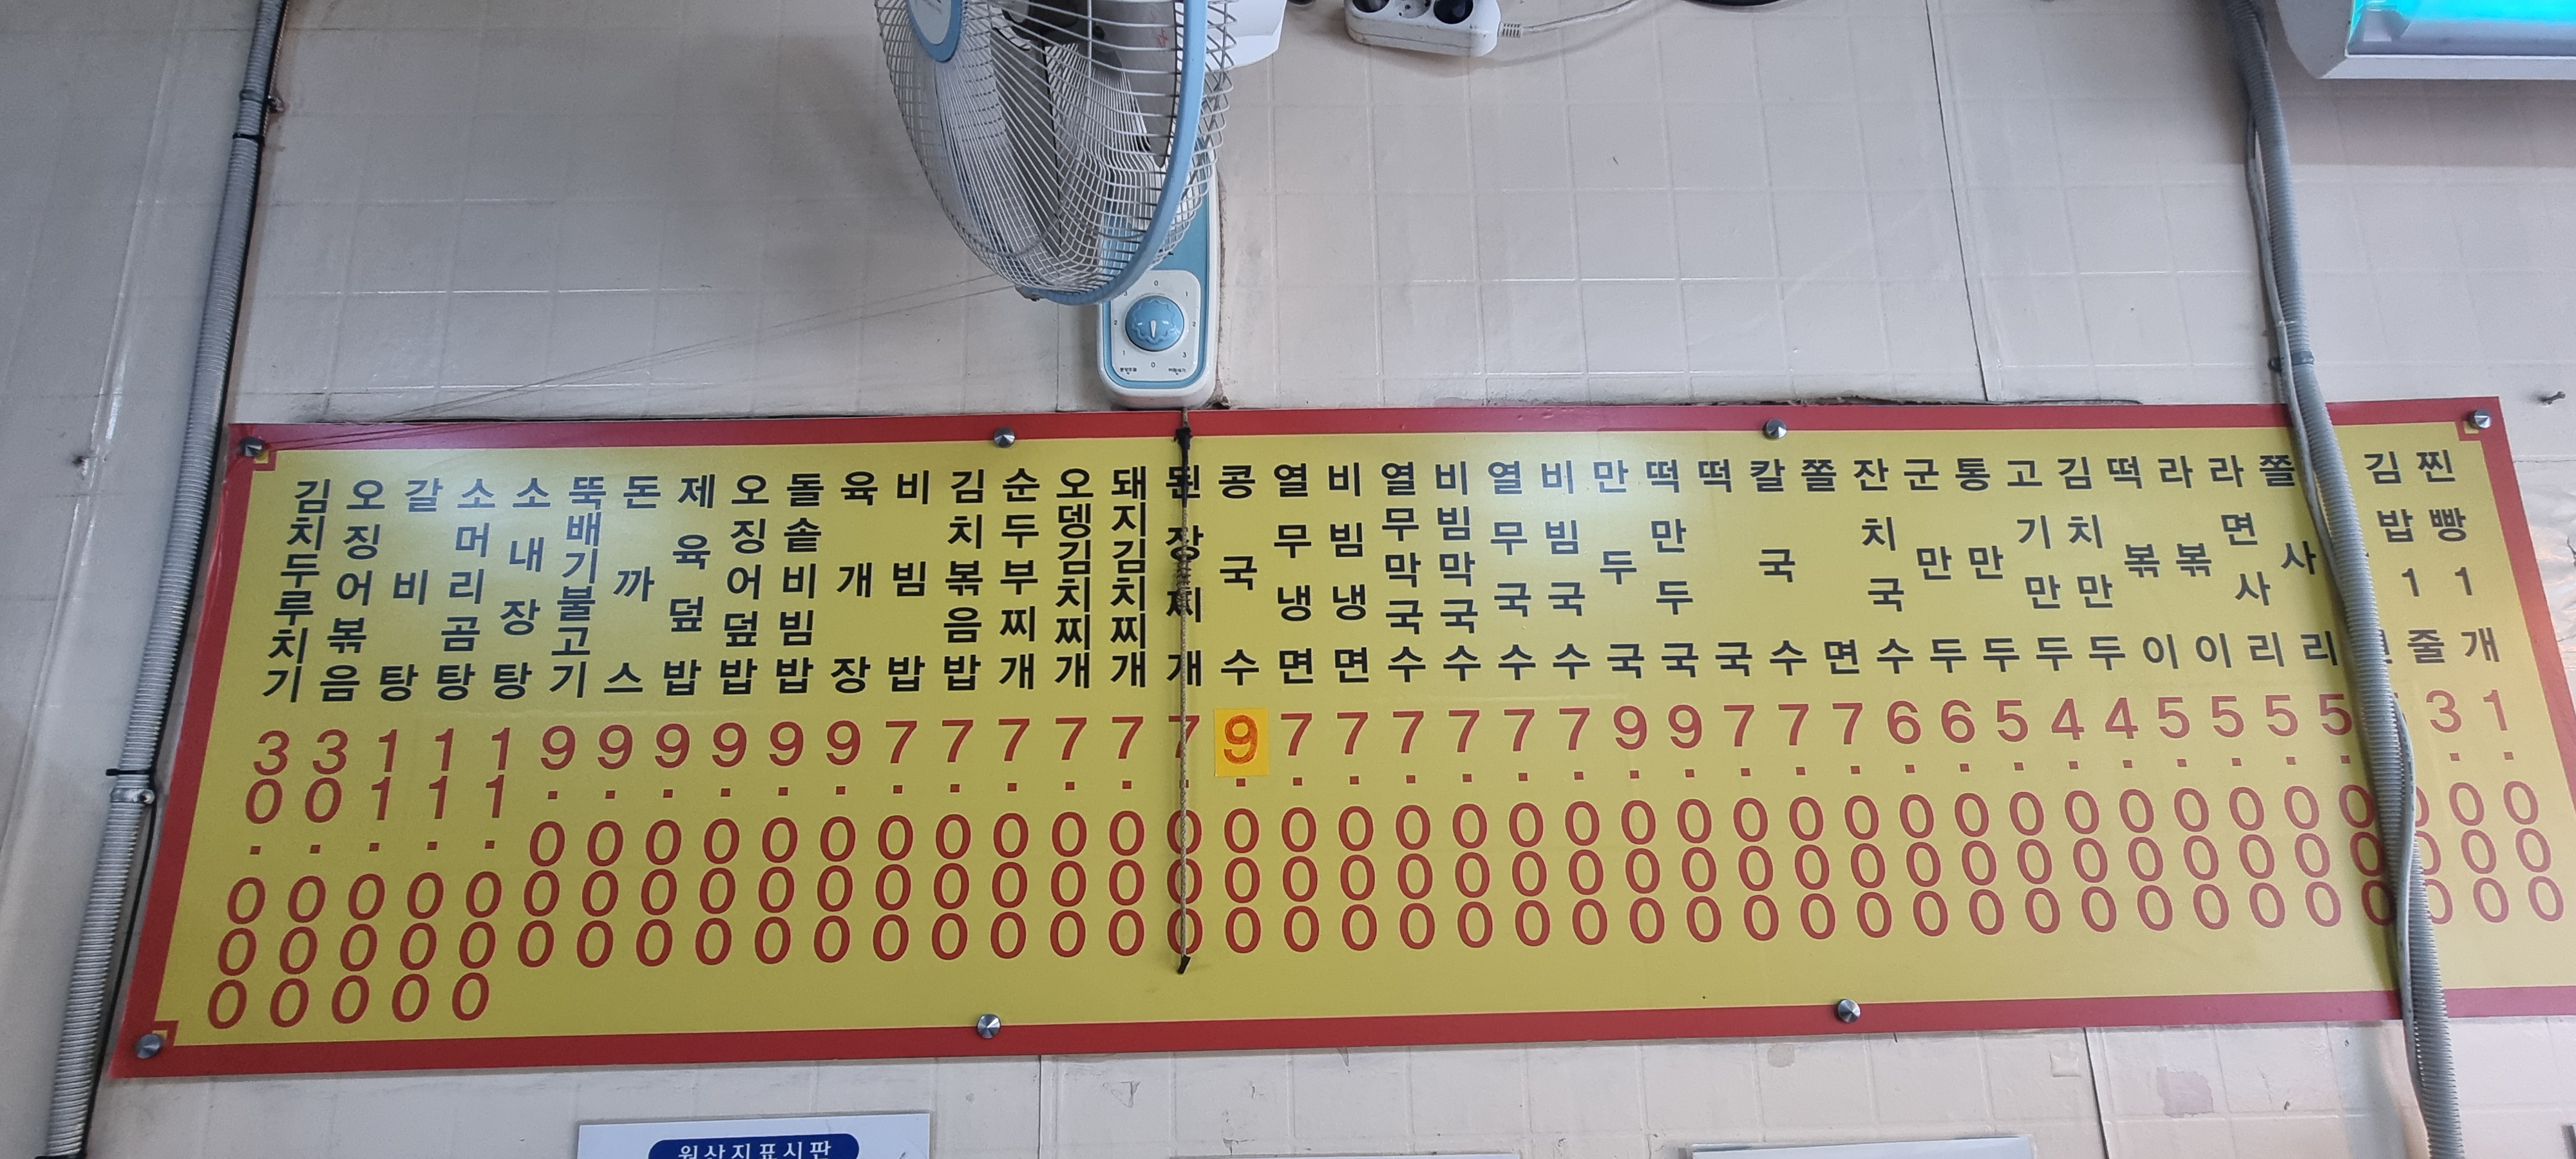 김치두루치기 30.000
오징어볶음 30.000
갈비탕 11.000
소머리곰탕 11.000
소내장탕 11.000
뚝배기불고기 9.000
돈까스 9.000
제육덮밥 9.000
오징어덮밥 9.000
돌솥비빔밥 9.000
육개장 9.000
비빔밥 7.000
김치볶음밥 7.000
순두부찌개 7.000
오뎅김치찌개 7.000
돼지김치찌개 7.000
된장찌개 7.000
콩국수 9.000
열무냉면 7.000
비빔냉면 7.000
열무막국수 7.000
비빔막국수 7.000
열무국수 7.000
비빔국수 7.000
만두국 9.000
떡만두국 9.000
떡국 7.000
칼국수 7.000
쫄면 7.000
잔치국수 6.000
군만두 6.000
통만두 5.000
고기만두 4.000
김치만두 4.000
떡볶이 5.000
라볶이 5.000
라면사리 5.000
쫄사리 5.000
김밥1줄 3.000
찐빵1개 1.000
원산지표시판